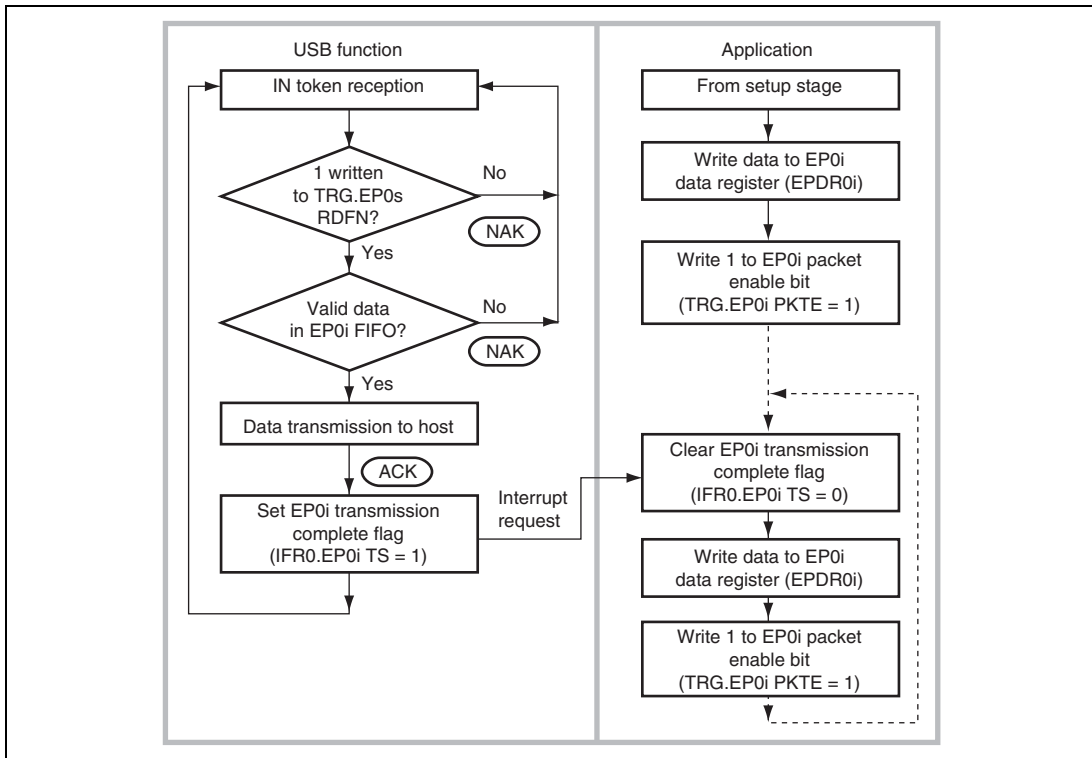 USB function
IN token reception
1 written
to TRG.EP0s
RDFN?
No
NAK
Yes
Valid data
in EP0i FIFO?
No
NAK
Yes
Data transmission to host
ACK
Set EP0i transmission
complete flag
(IFR0.EP0i TS = 1)
Interrupt
request
Application
From setup stage
Write data to EP0i
data register (EPDR0i)
Write 1 to EP0i packet
enable bit
(TRG.EP0i PKTE = 1)
Clear EP0i transmission
complete flag
(IFR0.EP0i TS = 0)
Write data to EP0i
data register (EPDR0i)
Write 1 to EP0i packet
enable bit
(TRG.EP0i PKTE = 1)